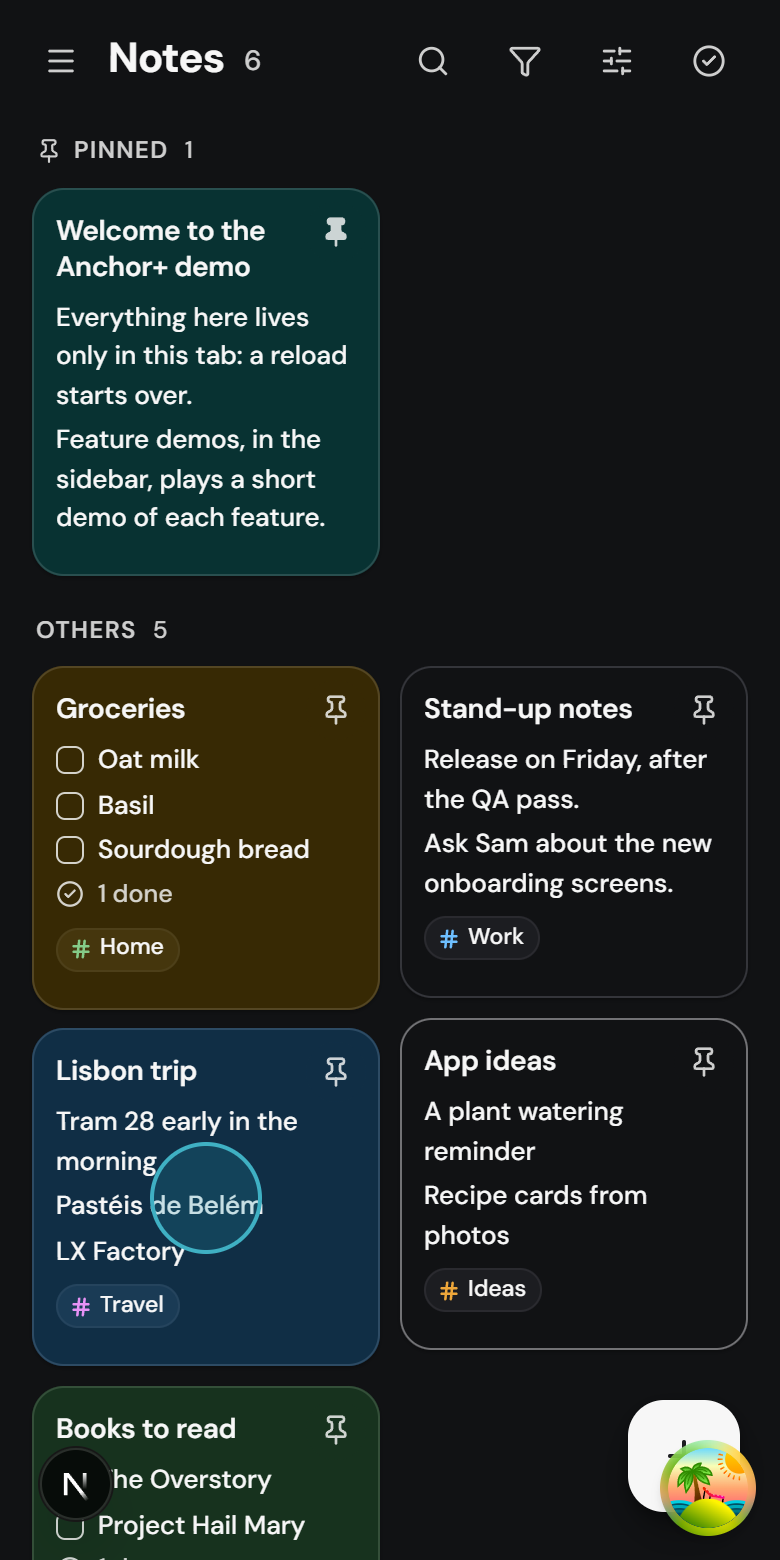 Notes 6
PINNED 1
Welcome to the
Anchor+ demo
Everything here lives
only in this tab: a reload
starts over.
Feature demos, in the
sidebar, plays a short
demo of each feature.
OTHERS 5
Groceries
Oat milk
Basil
Sourdough bread
1 done
# Home
Stand-up notes
Release on Friday, after
the QA pass.
Ask Sam about the new
onboarding screens.
# Work
Lisbon trip
Tram 28 early in the
morning
Pastéis de Belém
LX Factory
# Travel
App ideas
A plant watering
reminder
Recipe cards from
photos
# Ideas
Books to read
The Overstory
Project Hail Mary
N